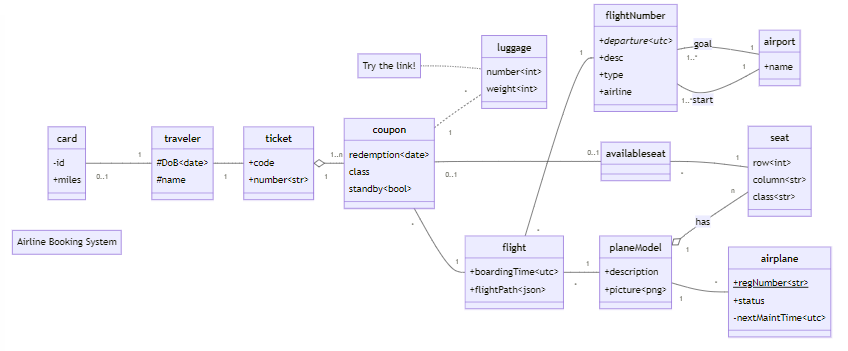 flightNumber
+departure<utc>
+desc
+type
+airline
goal
1
1..*
1
1..*
start
airport
+name
luggage
number<int>
weight<int>
Try the link!
*
1
1
*
card
-id
+miles
1
0..1
traveler
#DoB<date>
#name
1
ticket
+code
+number<str>
1..n
1
coupon
redemption<date>
class
standby<bool>
0..1
0..1
availableseat
1
*
seat
row<int>
column<str>
class<str>
n
has
1
Airline Booking System
*
1
flight
+boardingTime<utc>
+flightPath<json>
1
*
planeModel
+description
+picture<png>
*
1
airplane
+regNumber<str>
+status
-nextMaintTime<utc>